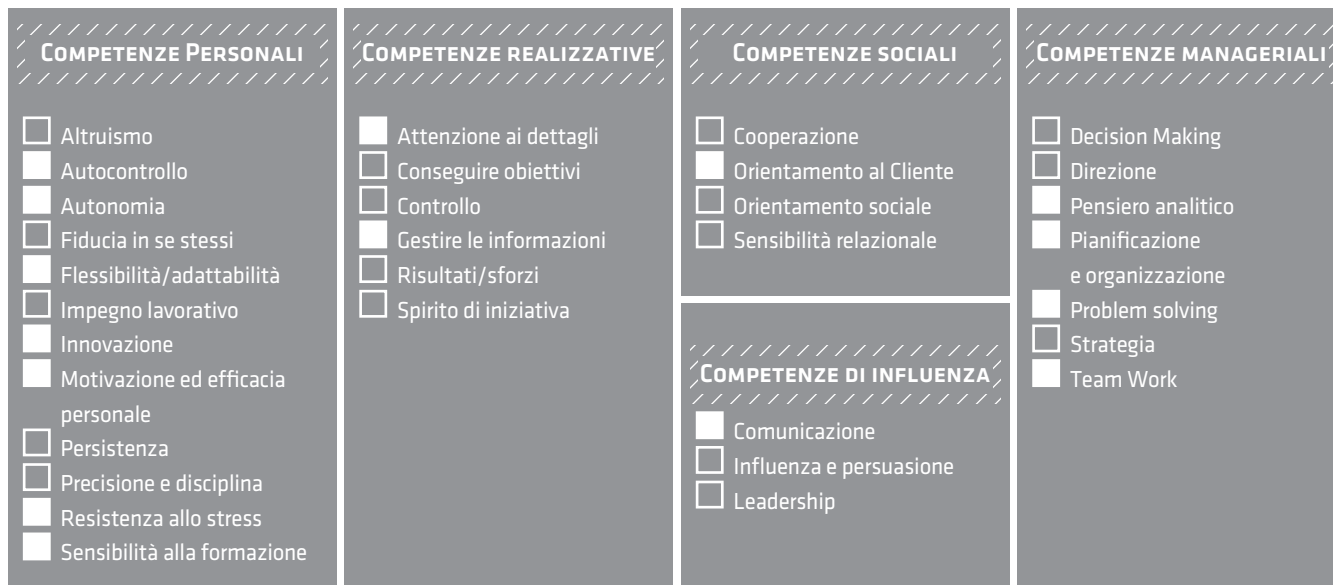 COMPETENZE PERSONALI
Altruismo
Autocontrollo
Autonomia
Fiducia in se stessi
Flessibilità/adattabilità
Impegno lavorativo
Innovazione
Motivazione ed efficacia
personale
Persistenza
Precisione e disciplina
Resistenza allo stress
Sensibilità alla formazione
COMPETENZE REALIZZATIVE
Attenzione ai dettagli
Conseguire obiettivi
Controllo
Gestire le informazioni
Risultati/sforzi
Spirito di iniziativa
COMPETENZE SOCIALI
Cooperazione
Orientamento al Cliente
Orientamento sociale
Sensibilità relazionale
COMPETENZE DI INFLUENZA
Comunicazione
Influenza e persuasione
Leadership
COMPETENZE MANAGERIALI
Decision Making
Direzione
Pensiero analitico
Pianificazione
e organizzazione
Problem solving
Strategia
Team Work